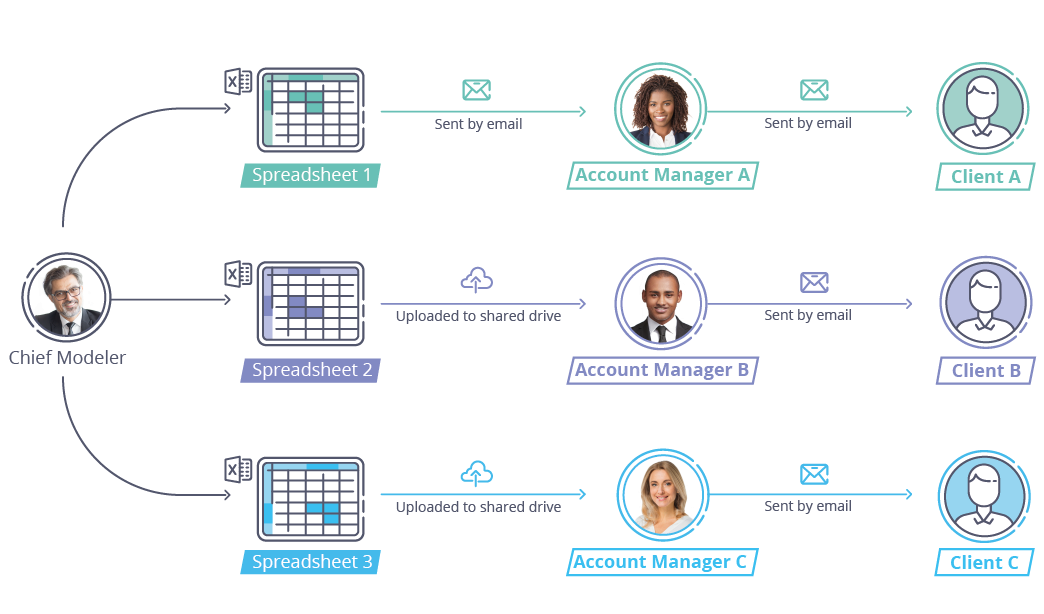 X
Sent by email
Sent by email
Spreadsheet 1
Account Manager A
Client A
Chief Modeler
X
Uploaded to shared drive
Sent by email
Spreadsheet 2
Account Manager B
Client B
X
Uploaded to shared drive
Sent by email
Spreadsheet 3
Account Manager C
Client C